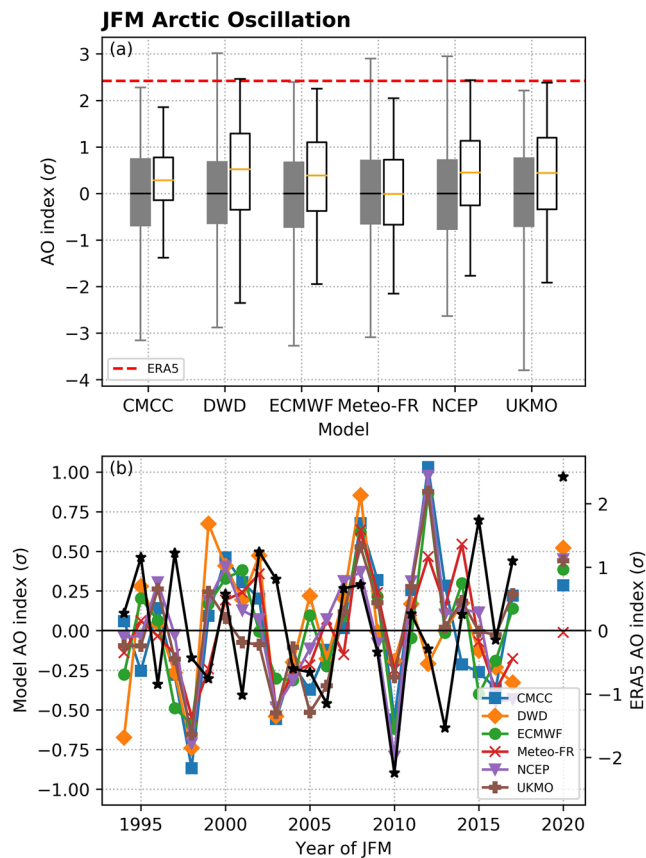 JFM Arctic Oscillation
(a)
3
2
1
0
−1
−2
−3
−4
AO index (σ)
ERA5
CMCC DWD ECMWF Meteo-FR NCEP UKMO
Model
(b)
1.00
0.75
0.50
0.25
0.00
−0.25
−0.50
−0.75
−1.00
Model AO index (σ)
2
1
0
−1
−2
ERA5 AO index (σ)
CMCC
DWD
ECMWF
Meteo-FR
NCEP
UKMO
1995 2000 2005 2010 2015 2020
Year of JFM